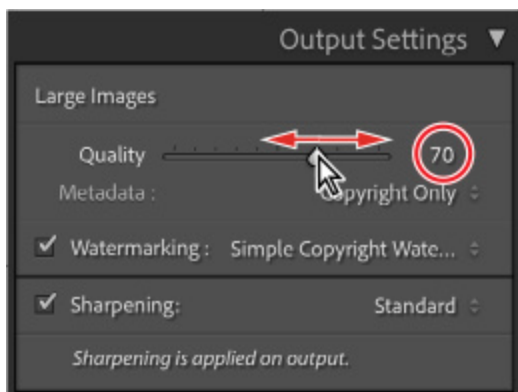 Output Settings ▼
Large Images
Quality 70
Metadata : Copyright Only
Watermarking : Simple Copyright Wate...
Sharpening: Standard
Sharpening is applied on output.